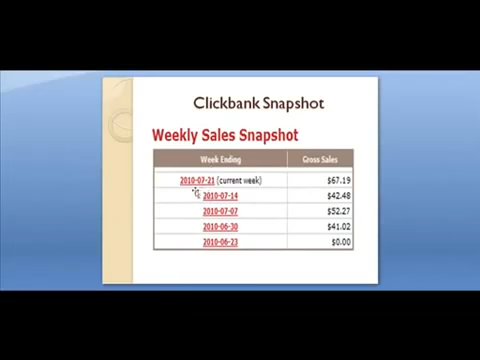 Clickbank Snapshot
Weekly Sales Snapshot
Week Ending Gross Sales
2010-07-21 (current week) $67.19
2010-07-14 $42.48
2010-07-07 $52.27
2010-06-30 $41.02
2010-06-23 $0.00